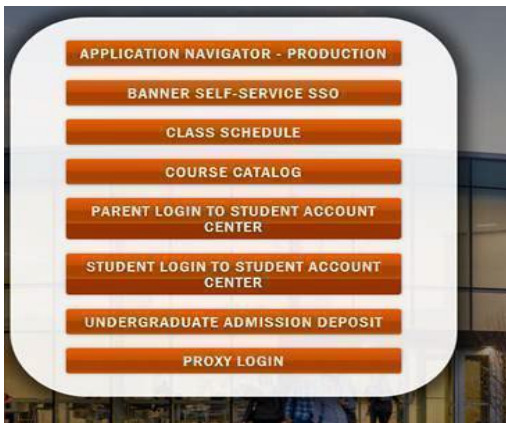 APPLICATION NAVIGATOR - PRODUCTION
BANNER SELF-SERVICE SSO
CLASS SCHEDULE
COURSE CATALOG
PARENT LOGIN TO STUDENT ACCOUNT
CENTER
STUDENT LOGIN TO STUDENT ACCOUNT
CENTER
UNDERGRADUATE ADMISSION DEPOSIT
PROXY LOGIN